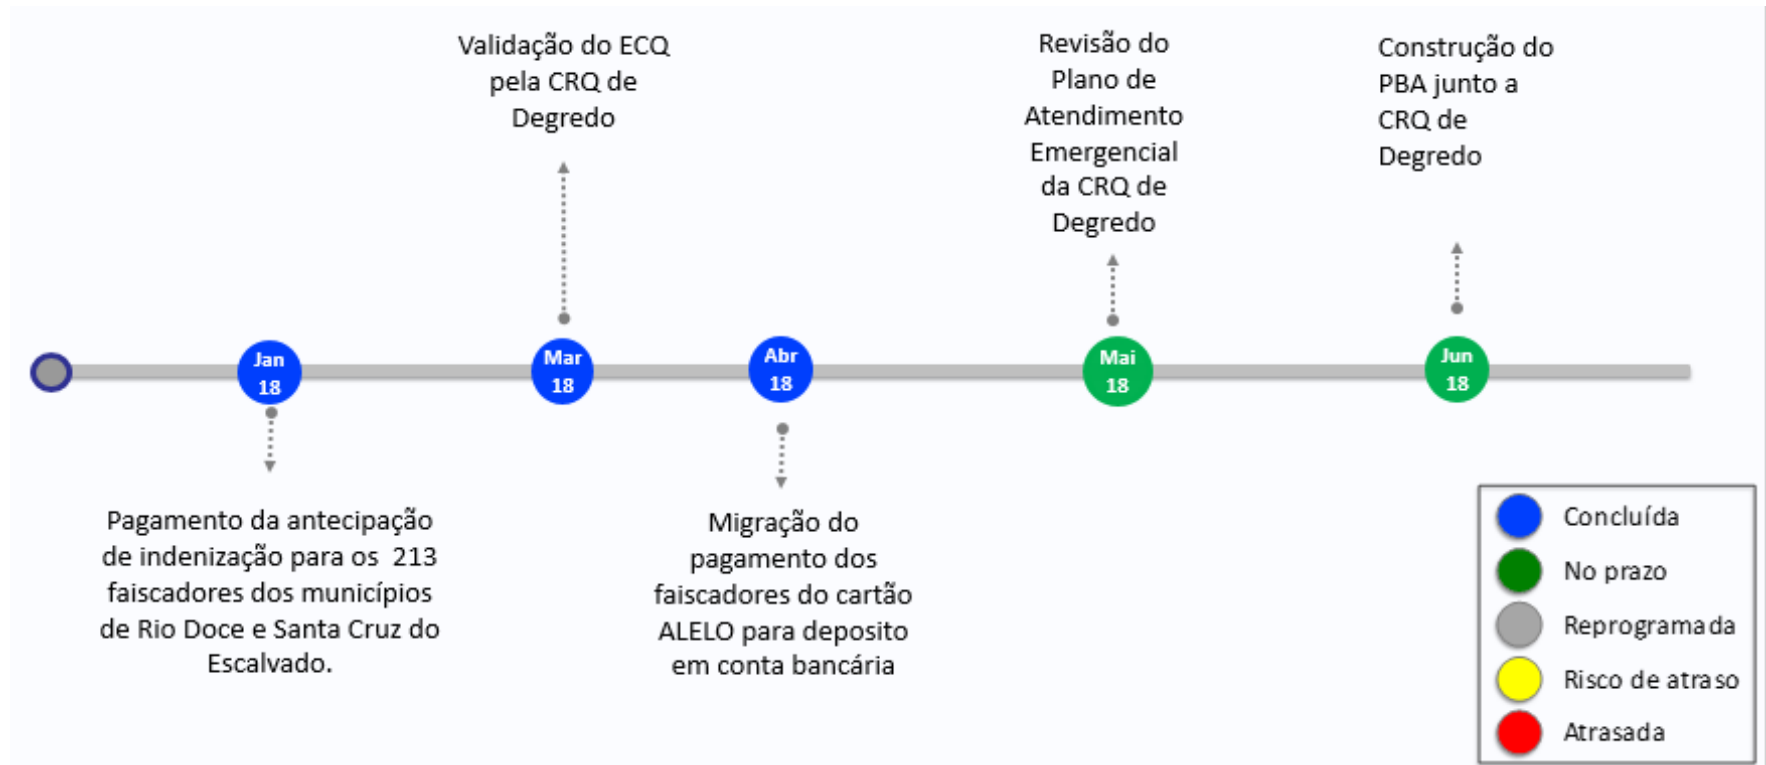 Validação do ECQ
pela CRQ de
Degredo
Revisão do
Plano de
Atendimento
Emergencial
da CRQ de
Degredo
Construção do
PBA junto a
CRQ de
Degredo
Jan
18
Mar
18
Abr
18
Mai
18
Jun
18
Pagamento da antecipação
de indenização para os 213
faiscadores dos municípios
de Rio Doce e Santa Cruz do
Escalvado.
Migração do
pagamento dos
faiscadores do cartão
ALELO para deposito
em conta bancária
Concluída
No prazo
Reprogramada
Risco de atraso
Atrasada